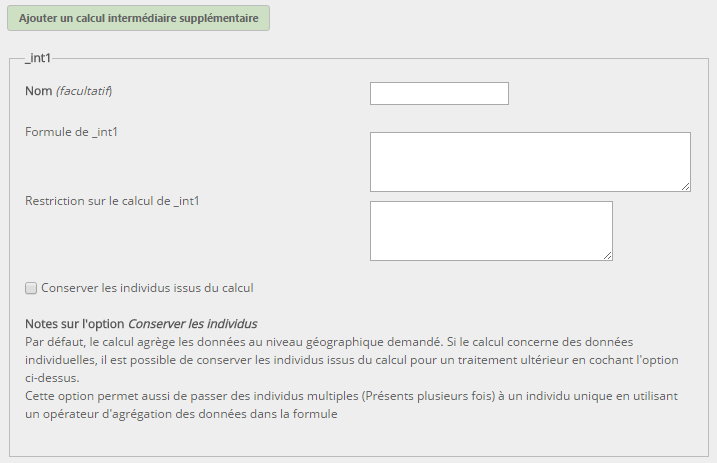 Ajouter un calcul intermédiaire supplémentaire
_int1
Nom (facultatif)
Formule de _int1
Restriction sur le calcul de _int1
Conserver les individus issus du calcul
Notes sur l'option Conserver les individus
Par défaut, le calcul agrège les données au niveau géographique demandé. Si le calcul concerne des données
individuelles, il est possible de conserver les individus issus du calcul pour un traitement ultérieur en cochant l'option
ci-dessus.
Cette option permet aussi de passer des individus multiples (Présents plusieurs fois) à un individu unique en utilisant
un opérateur d'agrégation des données dans la formule